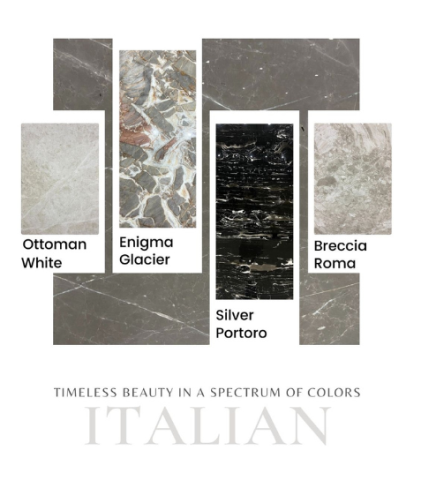 Ottoman
White
Enigma
Glacier
Silver
Portoro
Breccia
Roma
TIMELESS BEAUTY IN A SPECTRUM OF COLORS
ITALIAN